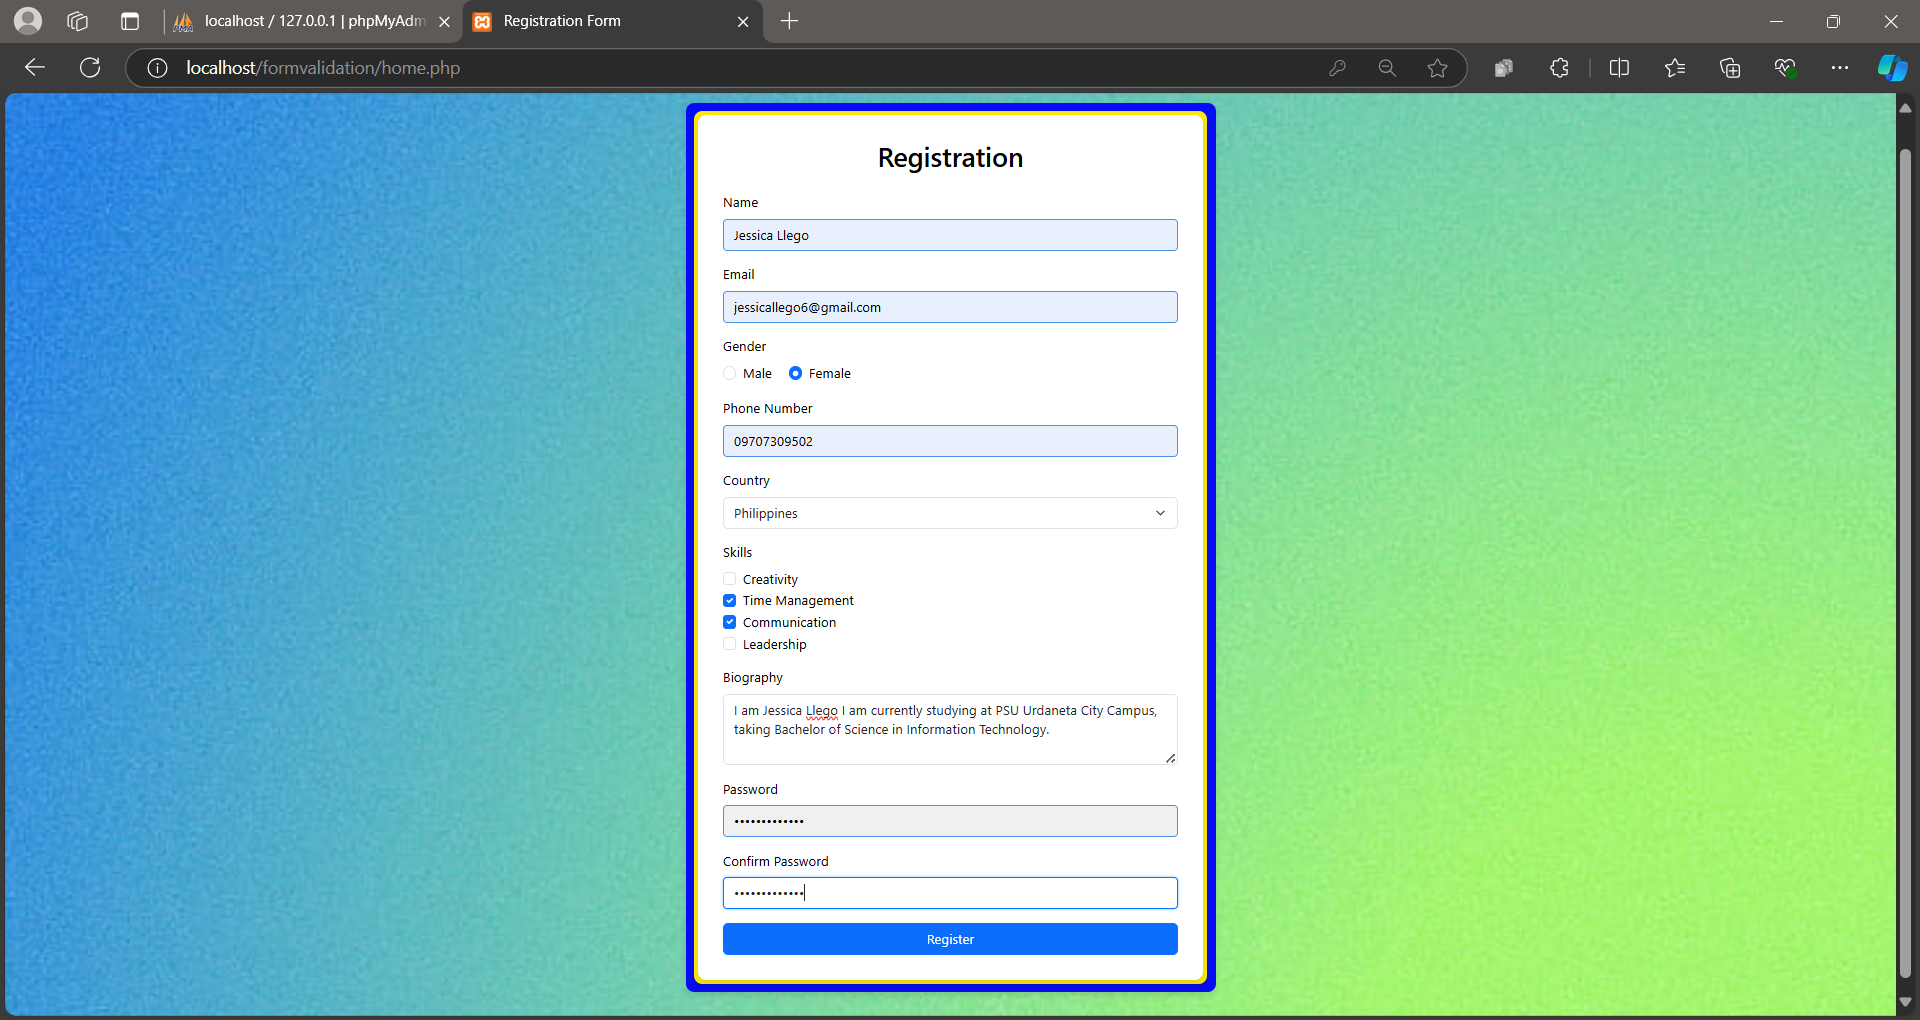 localhost / 127.0.0.1 | phpMyAdm
Registration Form
localhost/formvalidation/home.php
Registration
Name
Jessica Llego
Email
jessicallego6@gmail.com
Gender
Male Female
Phone Number
09707309502
Country
Philippines
Skills
Creativity
Time Management
Communication
Leadership
Biography
I am Jessica Llego I am currently studying at PSU Urdaneta City Campus,
taking Bachelor of Science in Information Technology.
Password
•••••••••••••
Confirm Password
•••••••••••••
Register